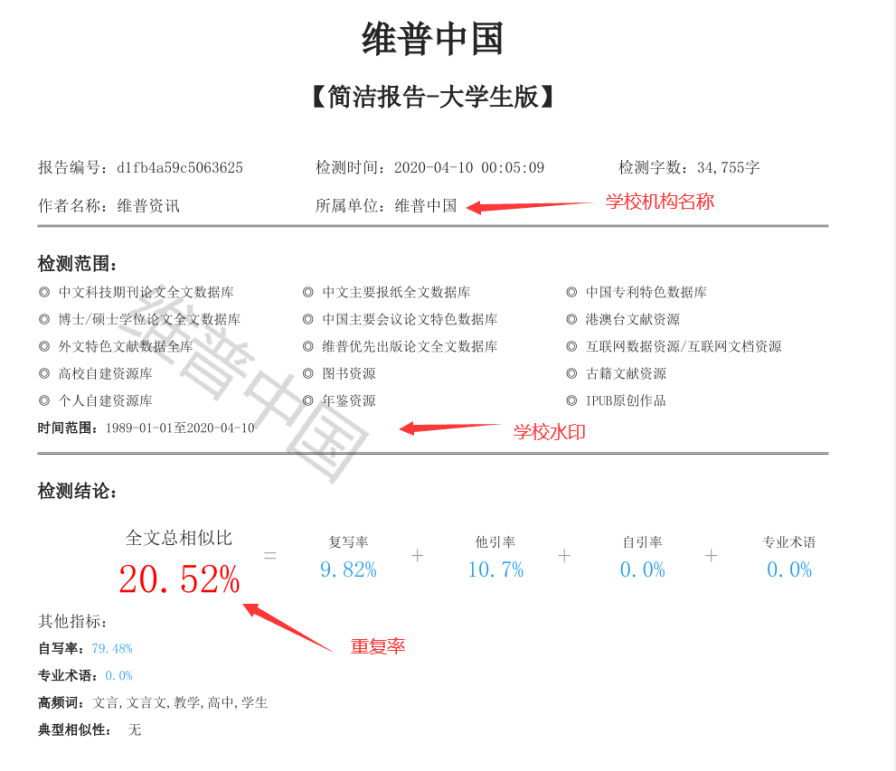 维普中国
【简洁报告-大学生版】
报告编号：d1fb4a59c5063625 检测时间：2020-04-10 00:05:09 检测字数：34,755字
作者名称：维普资讯 所属单位：维普中国 学校机构名称
检测范围：
◎ 中文科技期刊论文全文数据库 ◎ 中文主要报纸全文数据库 ◎ 中国专利特色数据库
◎ 博士/硕士学位论文全文数据库 ◎ 中国主要会议论文特色数据库 ◎ 港澳台文献资源
◎ 外文特色文献数据全库 ◎ 维普优先出版论文全文数据库 ◎ 互联网数据资源/互联网文档资源
◎ 高校自建资源库 ◎ 图书资源 ◎ 古籍文献资源
◎ 个人自建资源库 ◎ 年鉴资源 ◎ IPUB原创作品
时间范围：1989-01-01至2020-04-10
维普中国
学校水印
检测结论：
全文总相似比 复写率 他引率 自引率 专业术语
20.52% = 9.82% + 10.7% + 0.0% + 0.0%
其他指标：
重复率
自写率：79.48%
专业术语：0.0%
高频词：文言,文言文,教学,高中,学生
典型相似性： 无